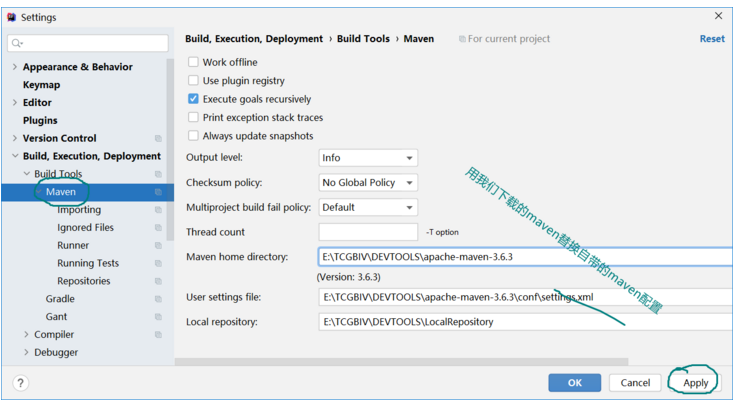 Settings
Build, Execution, Deployment › Build Tools › Maven For current project Reset
Appearance & Behavior
Keymap
Editor
Plugins
Version Control
Build, Execution, Deployment
Build Tools
Maven
Importing
Ignored Files
Runner
Running Tests
Repositories
Gradle
Gant
Compiler
Debugger
Work offline
Use plugin registry
Execute goals recursively
Print exception stack traces
Always update snapshots
Output level: Info
Checksum policy: No Global Policy
Multiproject build fail policy: Default
Thread count -T option
Maven home directory: E:\TCGBIV\DEVTOOLS\apache-maven-3.6.3
(Version: 3.6.3)
User settings file: E:\TCGBIV\DEVTOOLS\apache-maven-3.6.3\conf\settings.xml
Local repository: E:\TCGBIV\DEVTOOLS\LocalRepository
用我们下载的maven替换自带的maven配置
? OK Cancel Apply